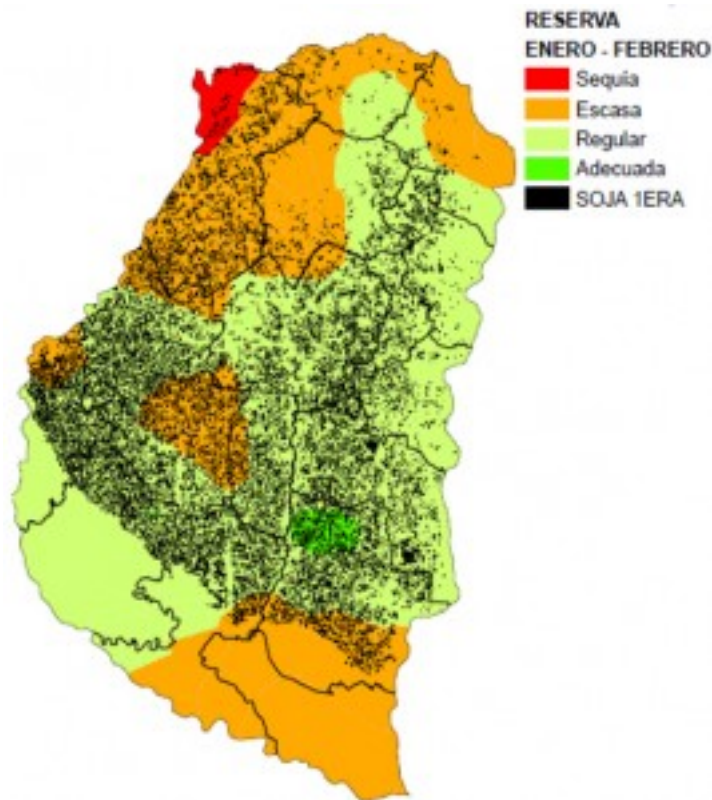 RESERVA
ENERO - FEBRERO
Sequia
Escasa
Regular
Adecuada
SOJA 1ERA